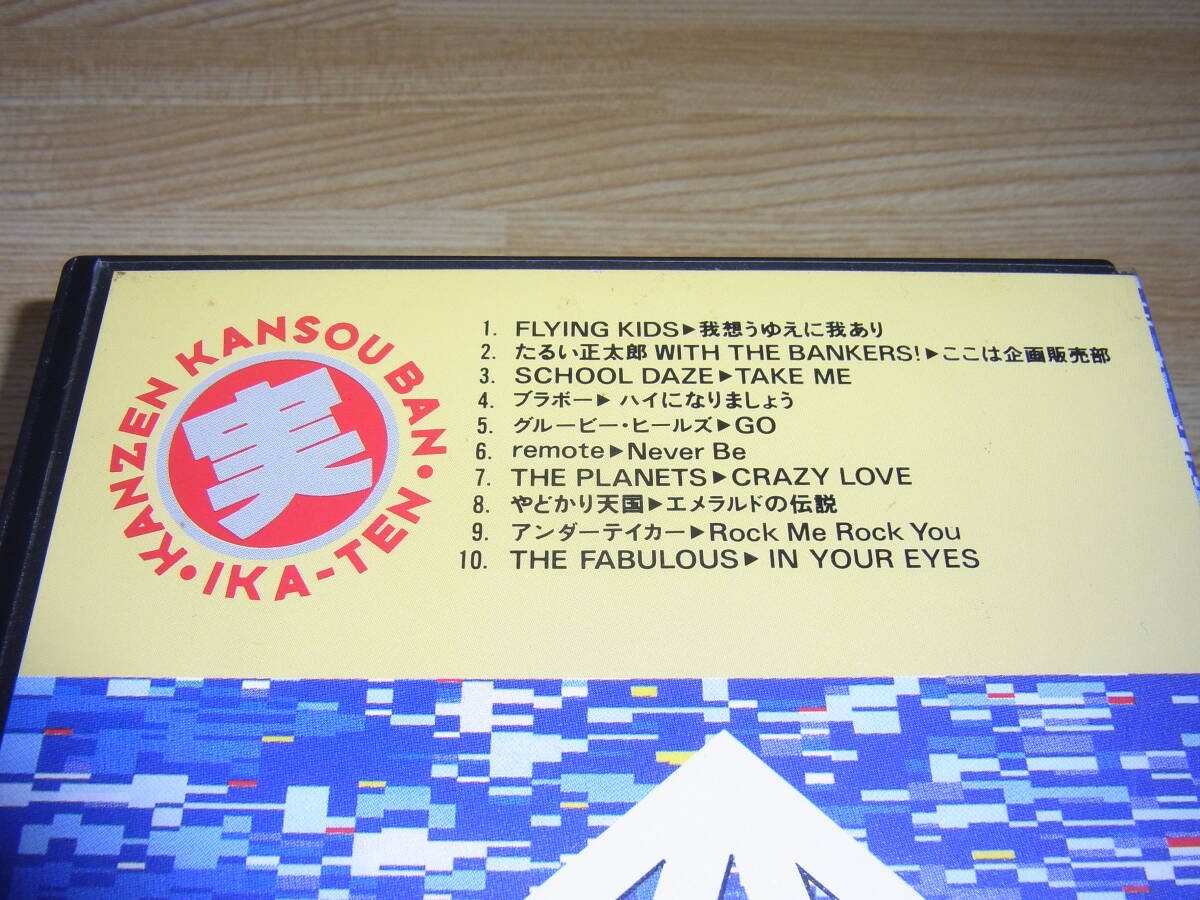 KANZEN KANSOU BAN・IKA-TEN・
実
1. FLYING KIDS▶我想うゆえに我あり
2. たるい正太郎 WITH THE BANKERS!▶ここは企画販売部
3. SCHOOL DAZE▶TAKE ME
4. ブラボー▶ハイになりましょう
5. グルービー・ヒールズ▶GO
6. remote▶Never Be
7. THE PLANETS▶CRAZY LOVE
8. やどかり天国▶エメラルドの伝説
9. アンダーテイカー▶Rock Me Rock You
10. THE FABULOUS▶IN YOUR EYES